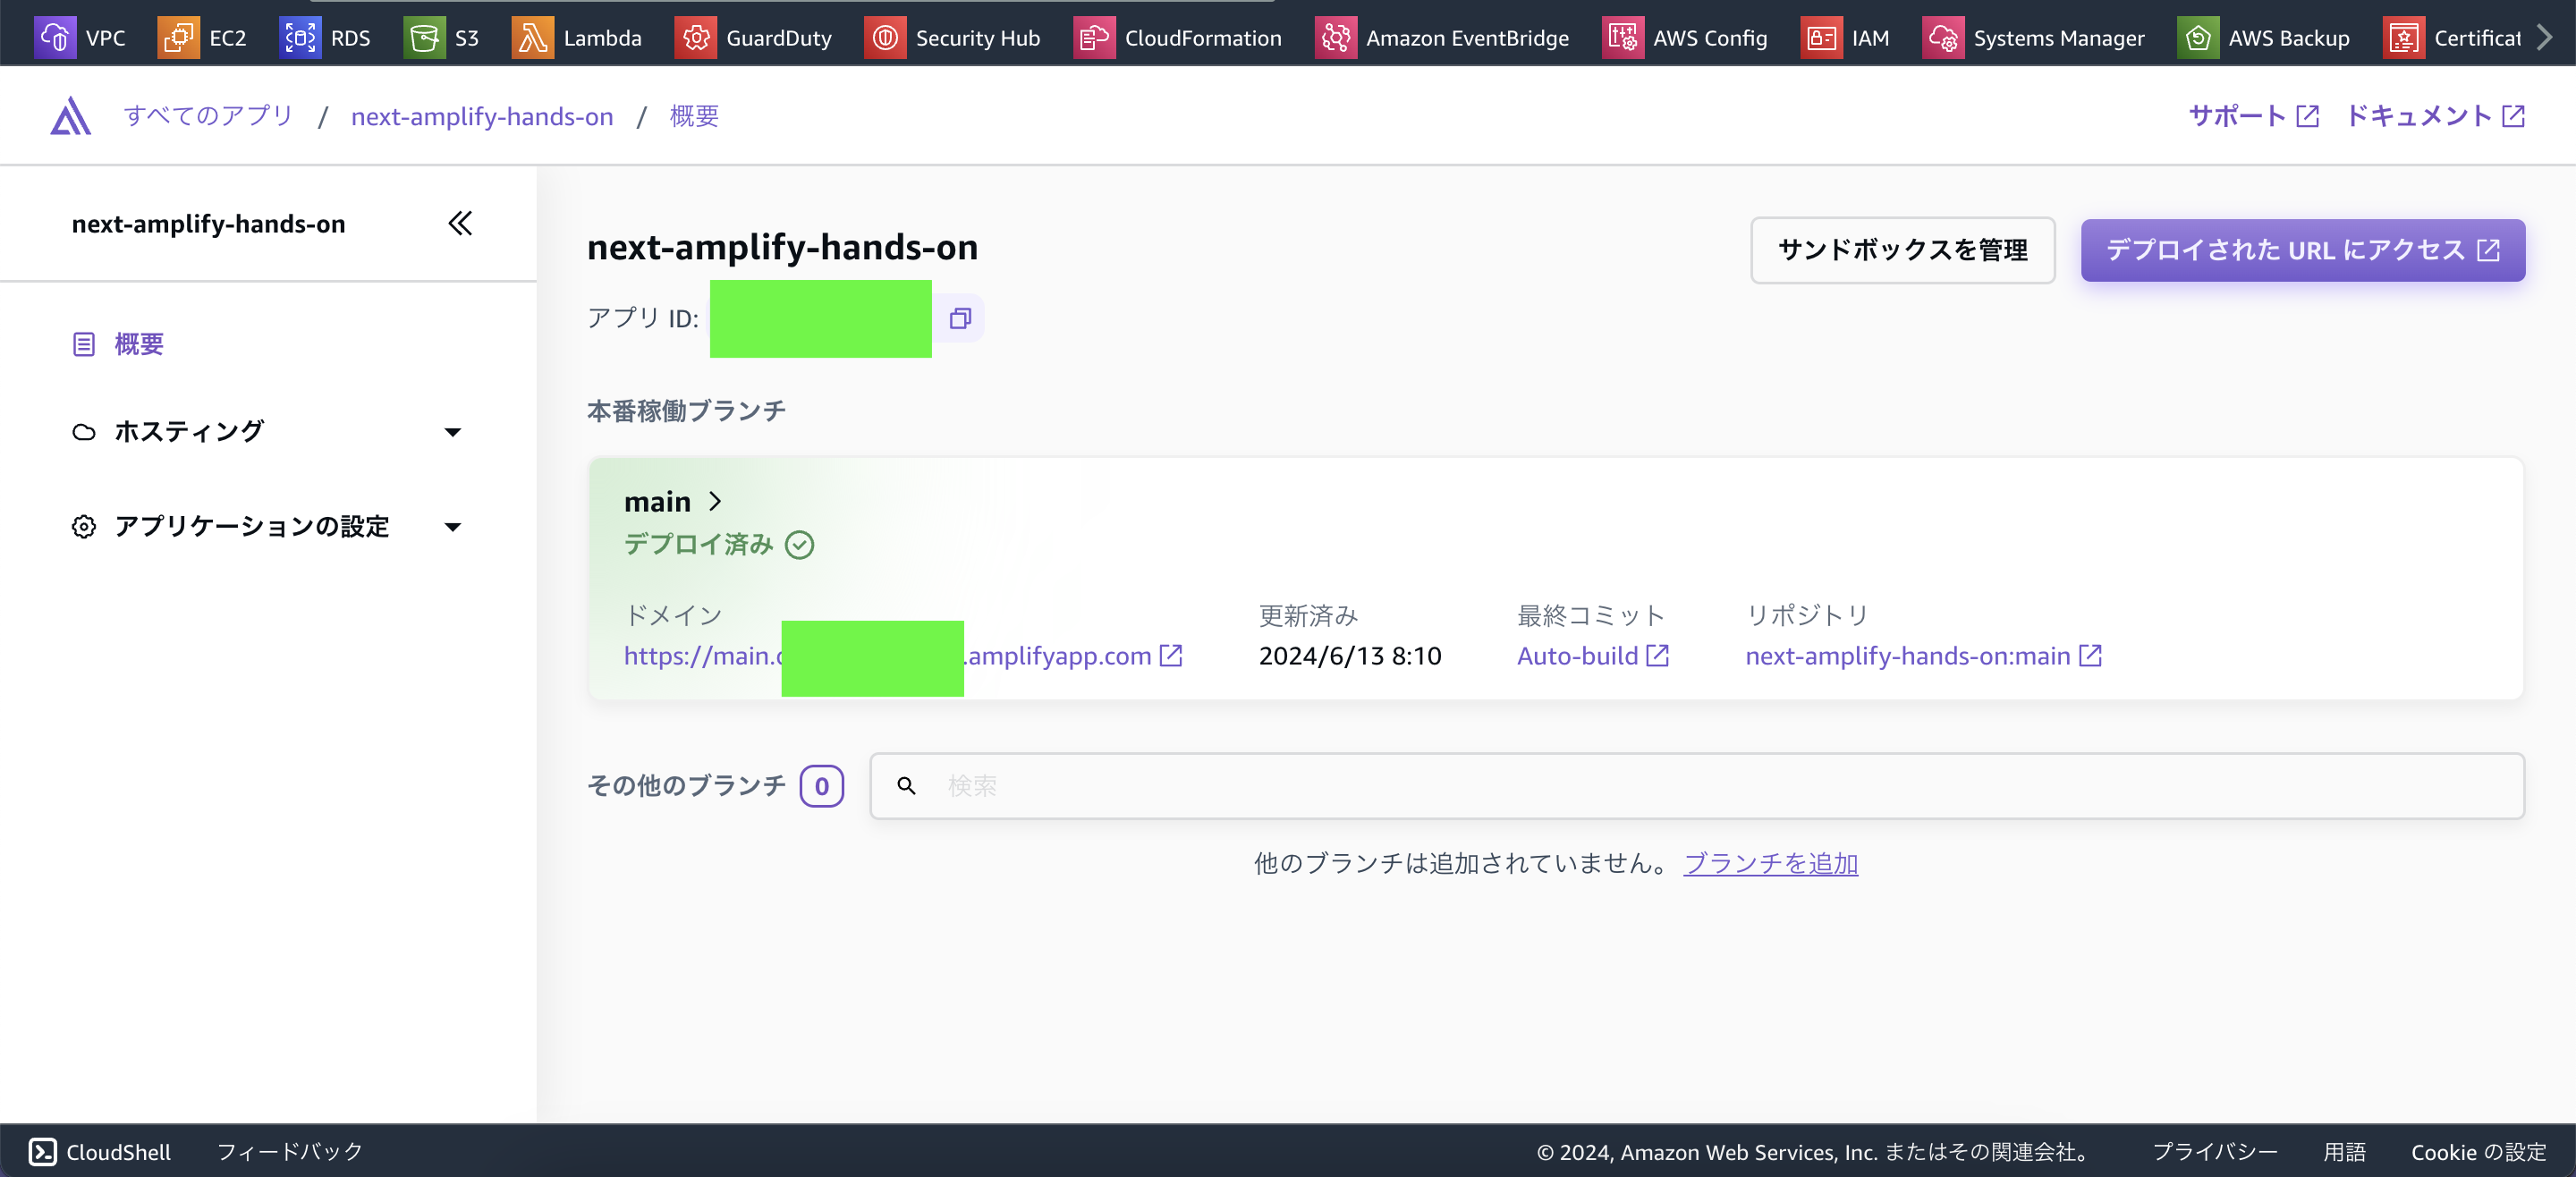 VPC EC2 RDS S3 Lambda GuardDuty Security Hub CloudFormation Amazon EventBridge AWS Config IAM Systems Manager AWS Backup Certificat
すべてのアプリ / next-amplify-hands-on / 概要
サポート ドキュメント
next-amplify-hands-on
概要
ホスティング
アプリケーションの設定
next-amplify-hands-on
サンドボックスを管理
デプロイされた URL にアクセス
アプリ ID:
本番稼働ブランチ
main
デプロイ済み
ドメイン 更新済み 最終コミット リポジトリ
https://main. .amplifyapp.com 2024/6/13 8:10 Auto-build next-amplify-hands-on:main
その他のブランチ 0 検索
他のブランチは追加されていません。 ブランチを追加
CloudShell フィードバック © 2024, Amazon Web Services, Inc. またはその関連会社。 プライバシー 用語 Cookie の設定